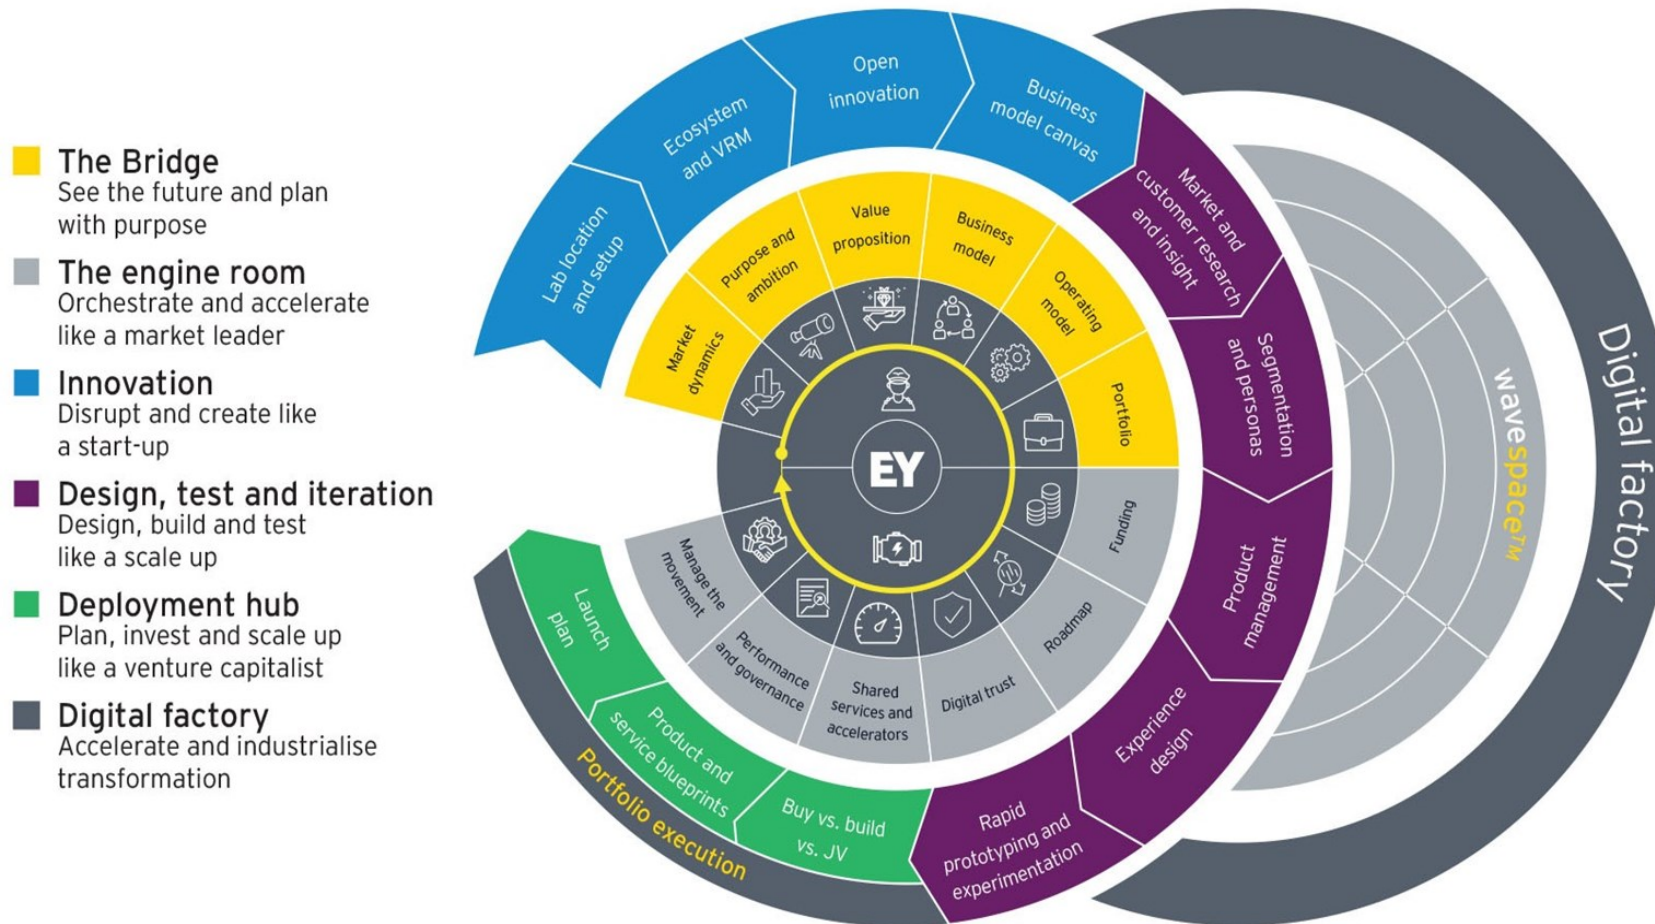 The Bridge
See the future and plan
with purpose
The engine room
Orchestrate and accelerate
like a market leader
Innovation
Disrupt and create like
a start-up
Design, test and iteration
Design, build and test
like a scale up
Deployment hub
Plan, invest and scale up
like a venture capitalist
Digital factory
Accelerate and industrialise
transformation
Lab location
and setup
Ecosystem
and VRM
Open
innovation
Business
model canvas
Market and
customer research
and insight
Segmentation
and personas
Product
management
Experience
design
Rapid
prototyping and
experimentation
Buy vs. build
vs. JV
Product and
service blueprints
Launch
plan
Portfolio execution
Market
dynamics
Purpose and
ambition
Value
proposition
Business
model
Operating
model
Portfolio
Funding
Roadmap
Digital trust
Shared
services and
accelerators
Performance
and governance
Manage the
movement
EY
wavespace™
Digital factory